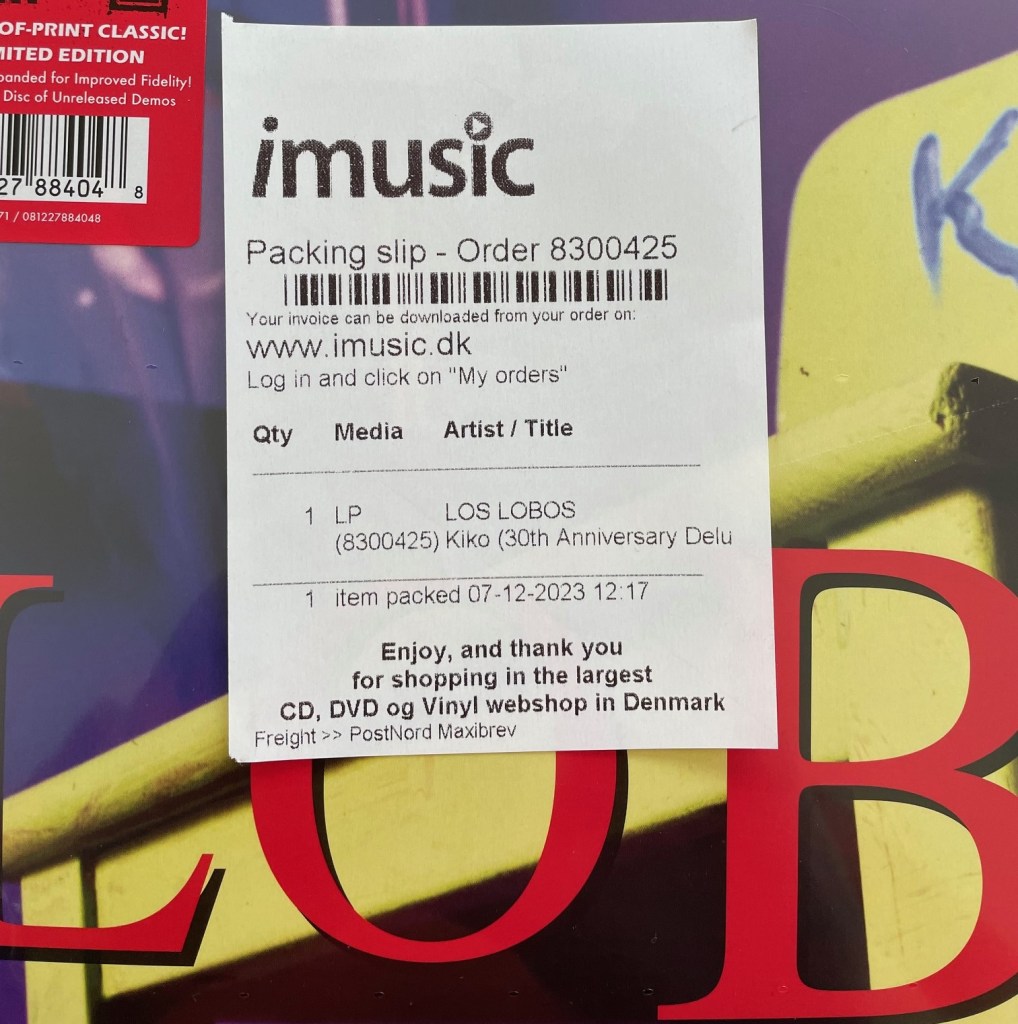 OF-PRINT CLASSIC!
MITED EDITION
panded for Improved Fidelity!
Disc of Unreleased Demos
27 88404 8
71 / 081227884048
imusic
Packing slip - Order 8300425
Your invoice can be downloaded from your order on:
www.imusic.dk
Log in and click on "My orders"
Qty Media Artist / Title
1 LP LOS LOBOS
(8300425) Kiko (30th Anniversary Delu
1 item packed 07-12-2023 12:17
Enjoy, and thank you
for shopping in the largest
CD, DVD og Vinyl webshop in Denmark
Freight >> PostNord Maxibrev
K
LOB